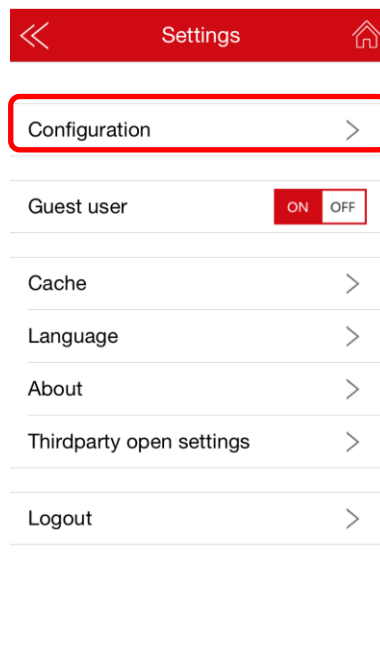 Settings
Configuration
Guest user ON OFF
Cache
Language
About
Thirdparty open settings
Logout